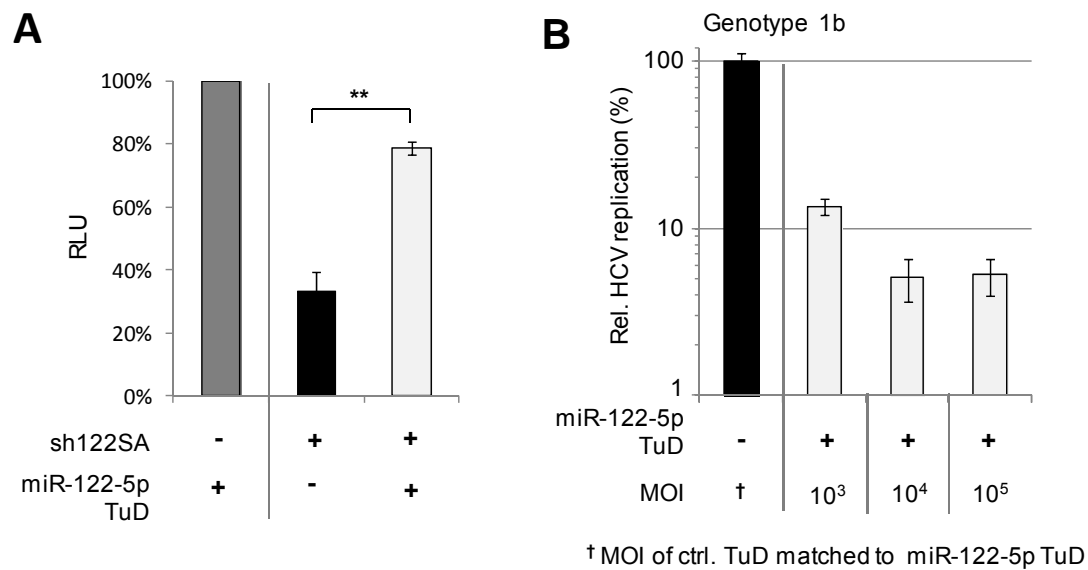 A
100%
80%
60%
40%
20%
0%
RLU
**
sh122SA - + +
miR-122-5p + - +
TuD
B
Genotype 1b
100
10
1
Rel. HCV replication (%)
miR-122-5p
TuD - + + +
MOI † 10³ 10⁴ 10⁵
† MOI of ctrl. TuD matched to miR-122-5p TuD